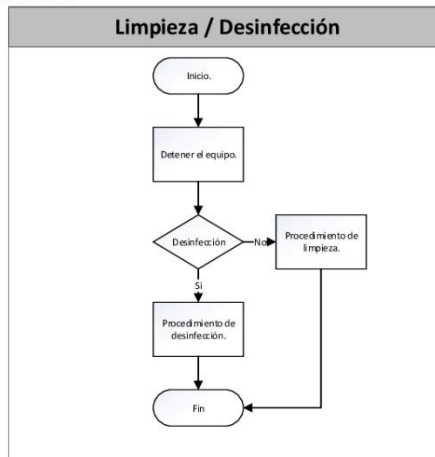 Limpieza / Desinfección
Inicio.
Detener el equipo.
Desinfección
No
Procedimiento de
limpieza.
Si
Procedimiento de
desinfección.
Fin